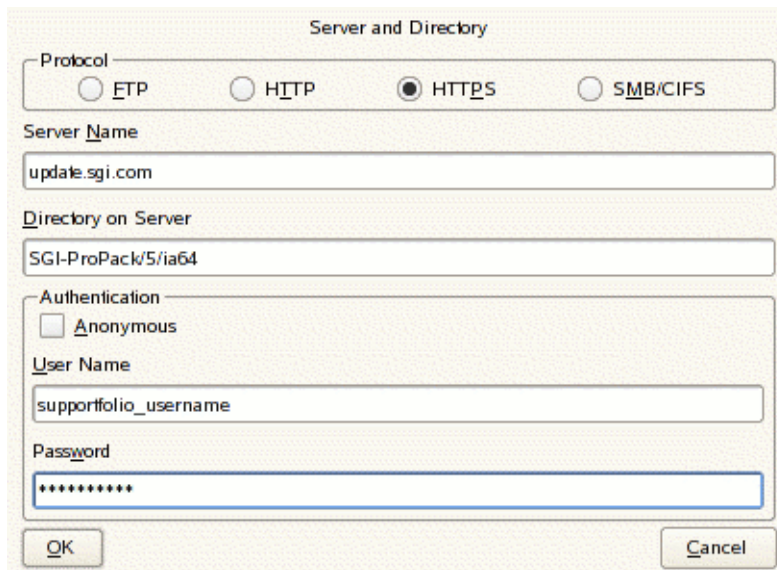 Server and Directory
Protocol
FTP HTTP HTTPS SMB/CIFS
Server Name
update.sgi.com
Directory on Server
SGI-ProPack/5/ia64
Authentication
Anonymous
User Name
supportfolio_username
Password
**********
OK Cancel